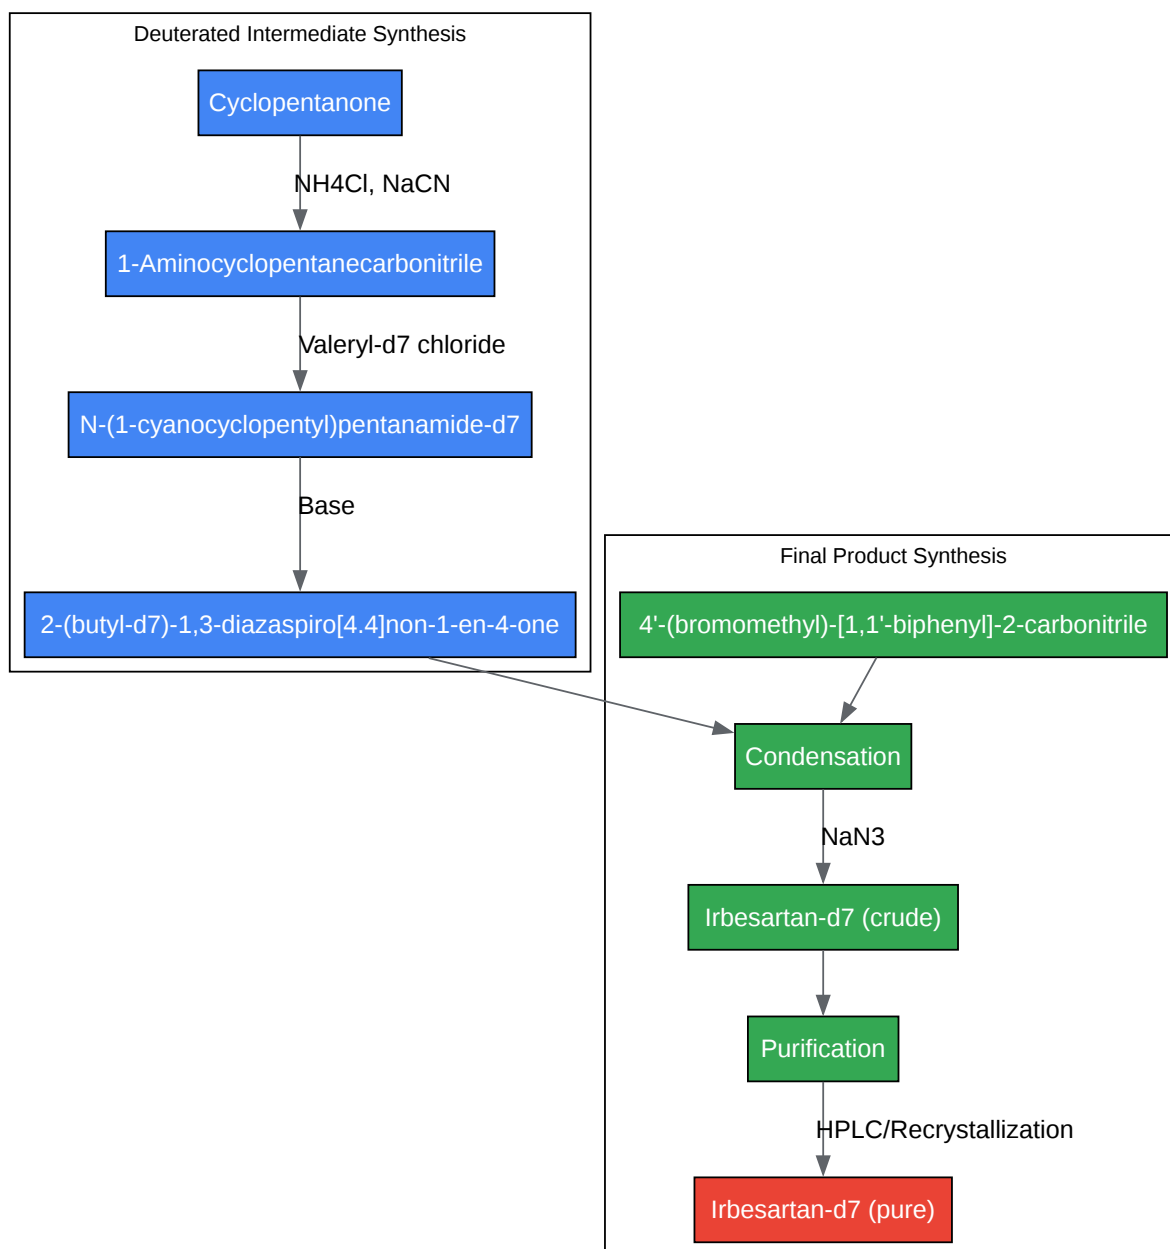 Deuterated Intermediate Synthesis
Cyclopentanone
NH4Cl, NaCN
1-Aminocyclopentanecarbonitrile
Valeryl-d7 chloride
N-(1-cyanocyclopentyl)pentanamide-d7
Base
2-(butyl-d7)-1,3-diazaspiro[4.4]non-1-en-4-one
Final Product Synthesis
4'-(bromomethyl)-[1,1'-biphenyl]-2-carbonitrile
Condensation
NaN3
Irbesartan-d7 (crude)
Purification
HPLC/Recrystallization
Irbesartan-d7 (pure)